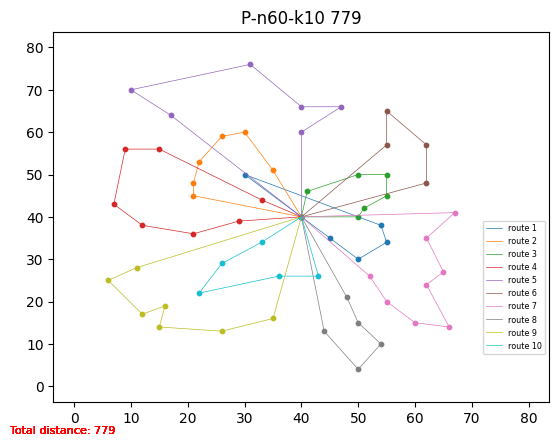 P-n60-k10 779
80
70
60
50
40
30
20
10
0
0 10 20 30 40 50 60 70 80
route 1
route 2
route 3
route 4
route 5
route 6
route 7
route 8
route 9
route 10
Total distance: 779